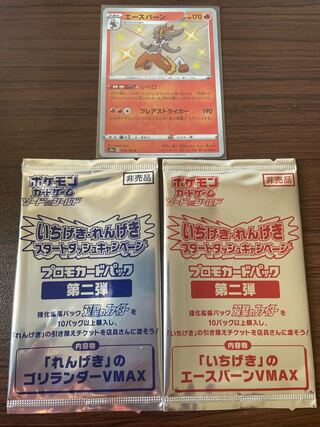 エースバーン
HP170
リベロ
フレアストライカー 190
非売品
ポケモン
カードゲーム
ソード&シールド
いちげき・れんげき
スタートダッシュキャンペーン
プロモカードパック
第二弾
強化拡張パック 双璧のファイターを
10パック以上購入し、
「れんげき」の引き換えチケットを店員さんに渡そう!
内容物
「れんげき」の
ゴリランダーVMAX
非売品
ポケモン
カードゲーム
ソード&シールド
いちげき・れんげき
スタートダッシュキャンペーン
プロモカードパック
第二弾
強化拡張パック 双璧のファイターを
10パック以上購入し、
「いちげき」の引き換えチケットを店員さんに渡そう!
内容物
「いちげき」の
エースバーンVMAX